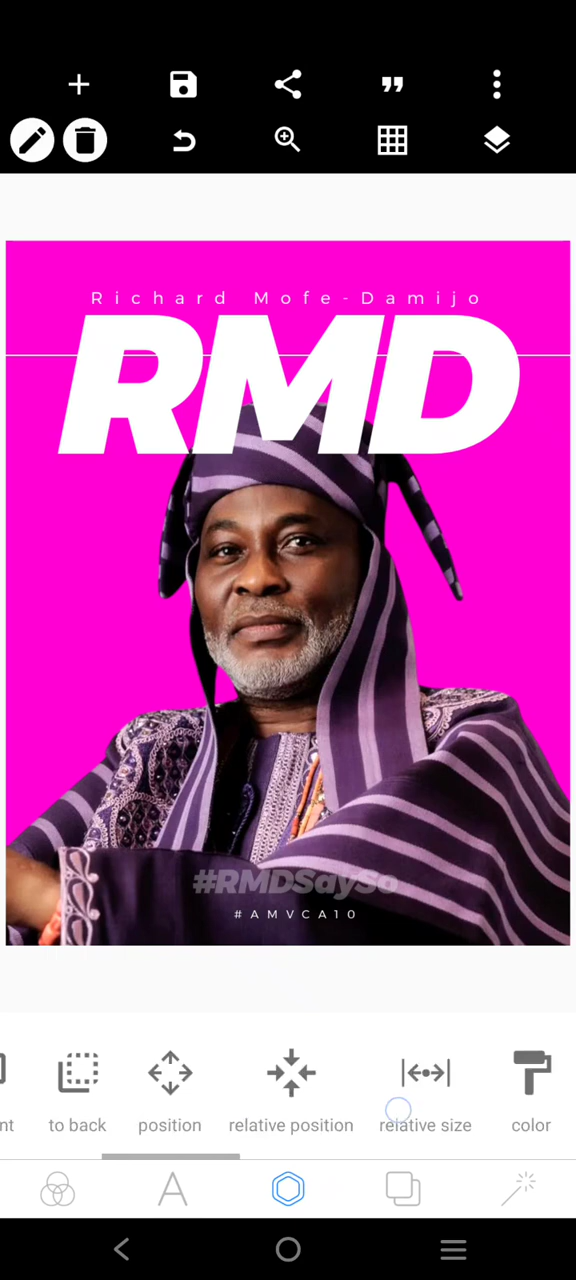 Richard Mofe-Damijo
RMD
#RMDSaySo
#AMVCA10
nt
to back
position
relative position
relative size
color